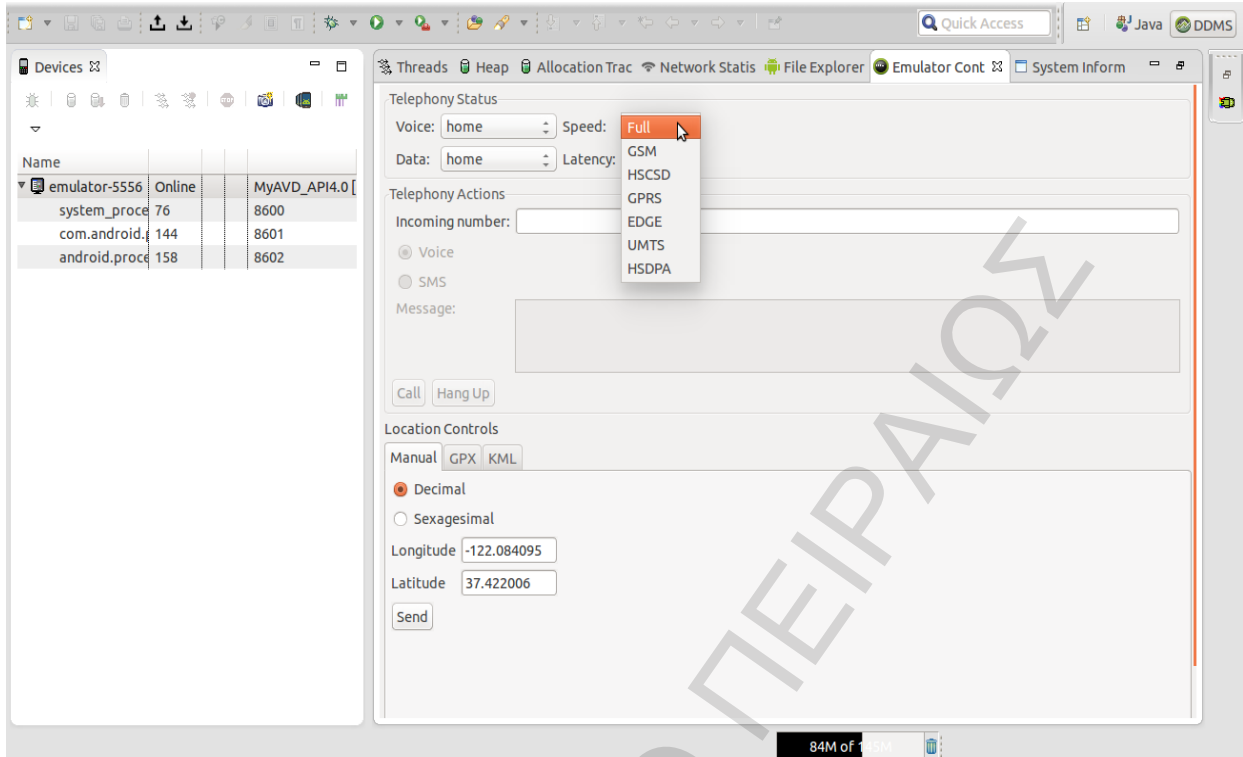 Quick Access
Java
DDMS
Devices
Threads Heap Allocation Trac Network Statis File Explorer Emulator Cont System Inform
Telephony Status
Voice: home Speed: Full
GSM
Data: home Latency:
HSCSD
GPRS
EDGE
UMTS
HSDPA
Name
emulator-5556 Online MyAVD_API4.0 [
system_proce 76 8600
com.android.p 144 8601
android.proce 158 8602
Telephony Actions
Incoming number:
Voice
SMS
Message:
Call Hang Up
Location Controls
Manual GPX KML
Decimal
Sexagesimal
Longitude -122.084095
Latitude 37.422006
Send
84M of 145M
ΠΕΙΡΑΙΩΣ